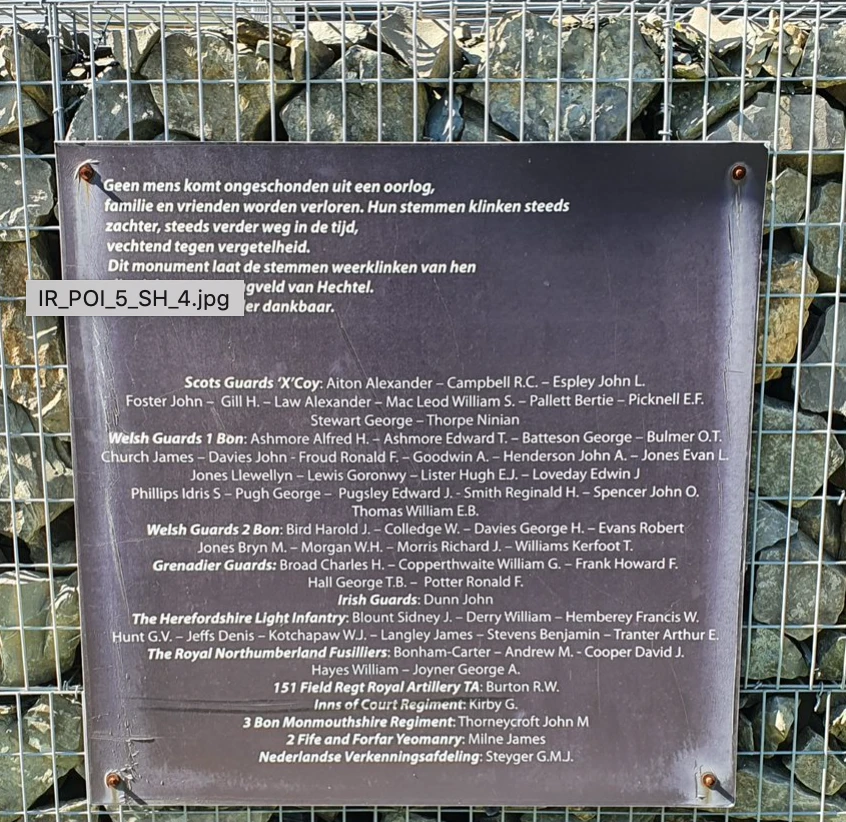 Geen mens komt ongeschonden uit een oorlog,
familie en vrienden worden verloren. Hun stemmen klinken steeds
zachter, steeds verder weg in de tijd,
vechtend tegen vergetelheid.
Dit monument laat de stemmen weerklinken van hen
gveld van Hechtel.
IR_POI_5_SH_4.jpg
er dankbaar.
Scots Guards ‘X’Coy: Aiton Alexander – Campbell R.C. – Espley John L.
Foster John – Gill H. – Law Alexander – Mac Leod William S. – Pallett Bertie – Picknell E.F.
Stewart George – Thorpe Ninian
Welsh Guards 1 Bon: Ashmore Alfred H. – Ashmore Edward T. – Batteson George – Bulmer O.T.
Church James – Davies John - Froud Ronald F. – Goodwin A. – Henderson John A. – Jones Evan L.
Jones Llewellyn – Lewis Goronwy – Lister Hugh E.J. – Loveday Edwin J
Phillips Idris S – Pugh George – Pugsley Edward J. - Smith Reginald H. – Spencer John O.
Thomas William E.B.
Welsh Guards 2 Bon: Bird Harold J. – Colledge W. – Davies George H. – Evans Robert
Jones Bryn M. – Morgan W.H. – Morris Richard J. – Williams Kerfoot T.
Grenadier Guards: Broad Charles H. – Copperthwaite William G. – Frank Howard F.
Hall George T.B. – Potter Ronald F.
Irish Guards: Dunn John
The Herefordshire Light Infantry: Blount Sidney J. – Derry William – Hemberey Francis W.
Hunt G.V. – Jeffs Denis – Kotchapaw W.J. – Langley James – Stevens Benjamin – Tranter Arthur E.
The Royal Northumberland Fusilliers: Bonham-Carter – Andrew M. - Cooper David J.
Hayes William – Joyner George A.
151 Field Regt Royal Artillery TA: Burton R.W.
Inns of Court Regiment: Kirby G.
3 Bon Monmouthshire Regiment: Thorneycroft John M
2 Fife and Forfar Yeomanry: Milne James
Nederlandse Verkenningsafdeling: Steyger G.M.J.